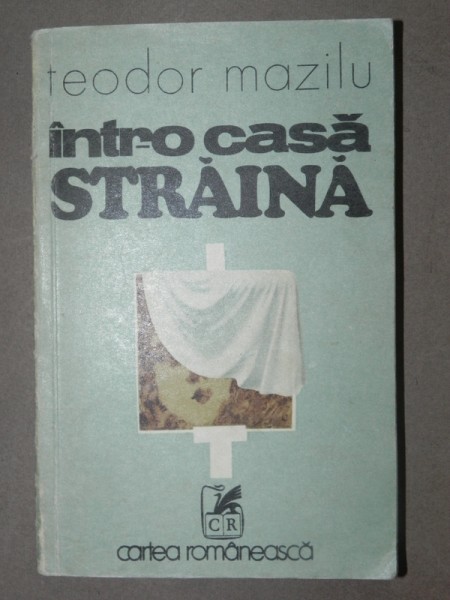 teodor mazilu
într-o casă
STRĂINĂ
CR
cartea românească